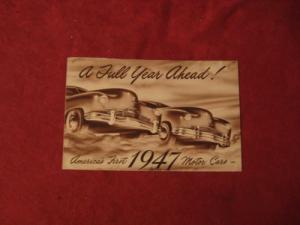 A Full Year Ahead!
America's First 1947 Motor Cars —